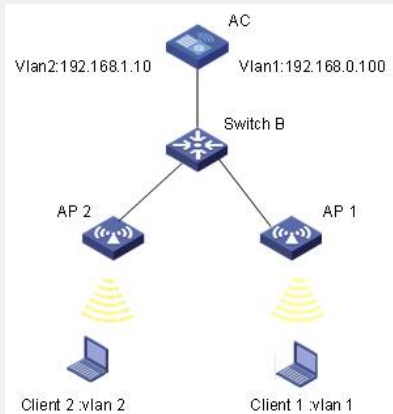 AC
Vlan2:192.168.1.10
Vlan1:192.168.0.100
Switch B
AP 2
AP 1
Client 2 :vlan 2
Client 1 :vlan 1